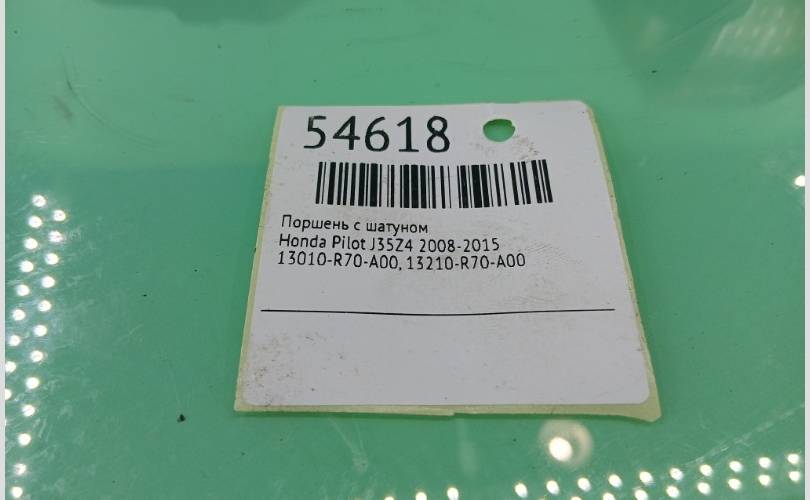 54618
Поршень с шатуном
Honda Pilot J35Z4 2008-2015
13010-R70-A00, 13210-R70-A00